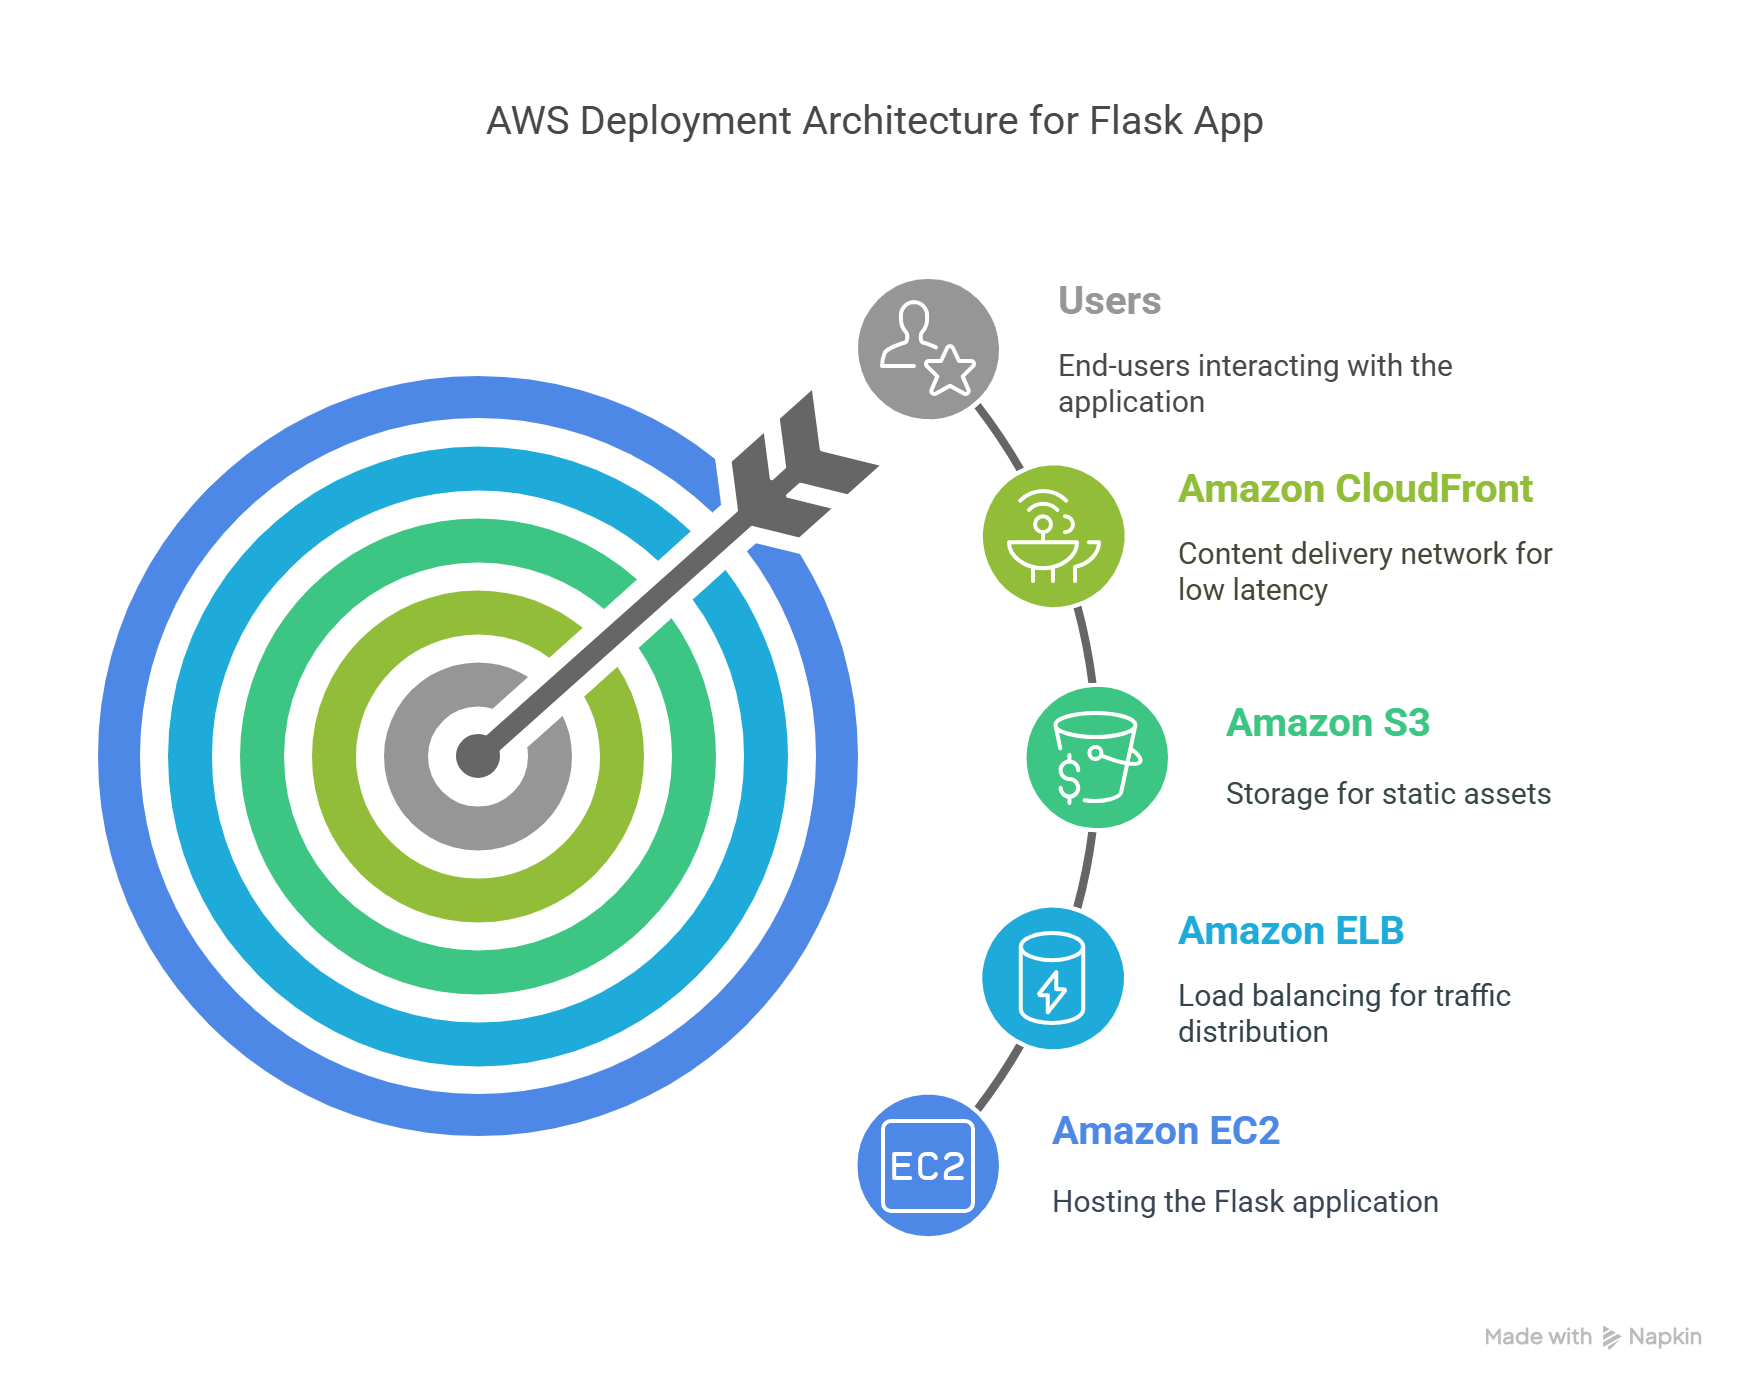 AWS Deployment Architecture for Flask App
Users
End-users interacting with the
application
Amazon CloudFront
Content delivery network for
low latency
$
Amazon S3
Storage for static assets
Amazon ELB
Load balancing for traffic
distribution
EC2
Amazon EC2
Hosting the Flask application
Made with Napkin